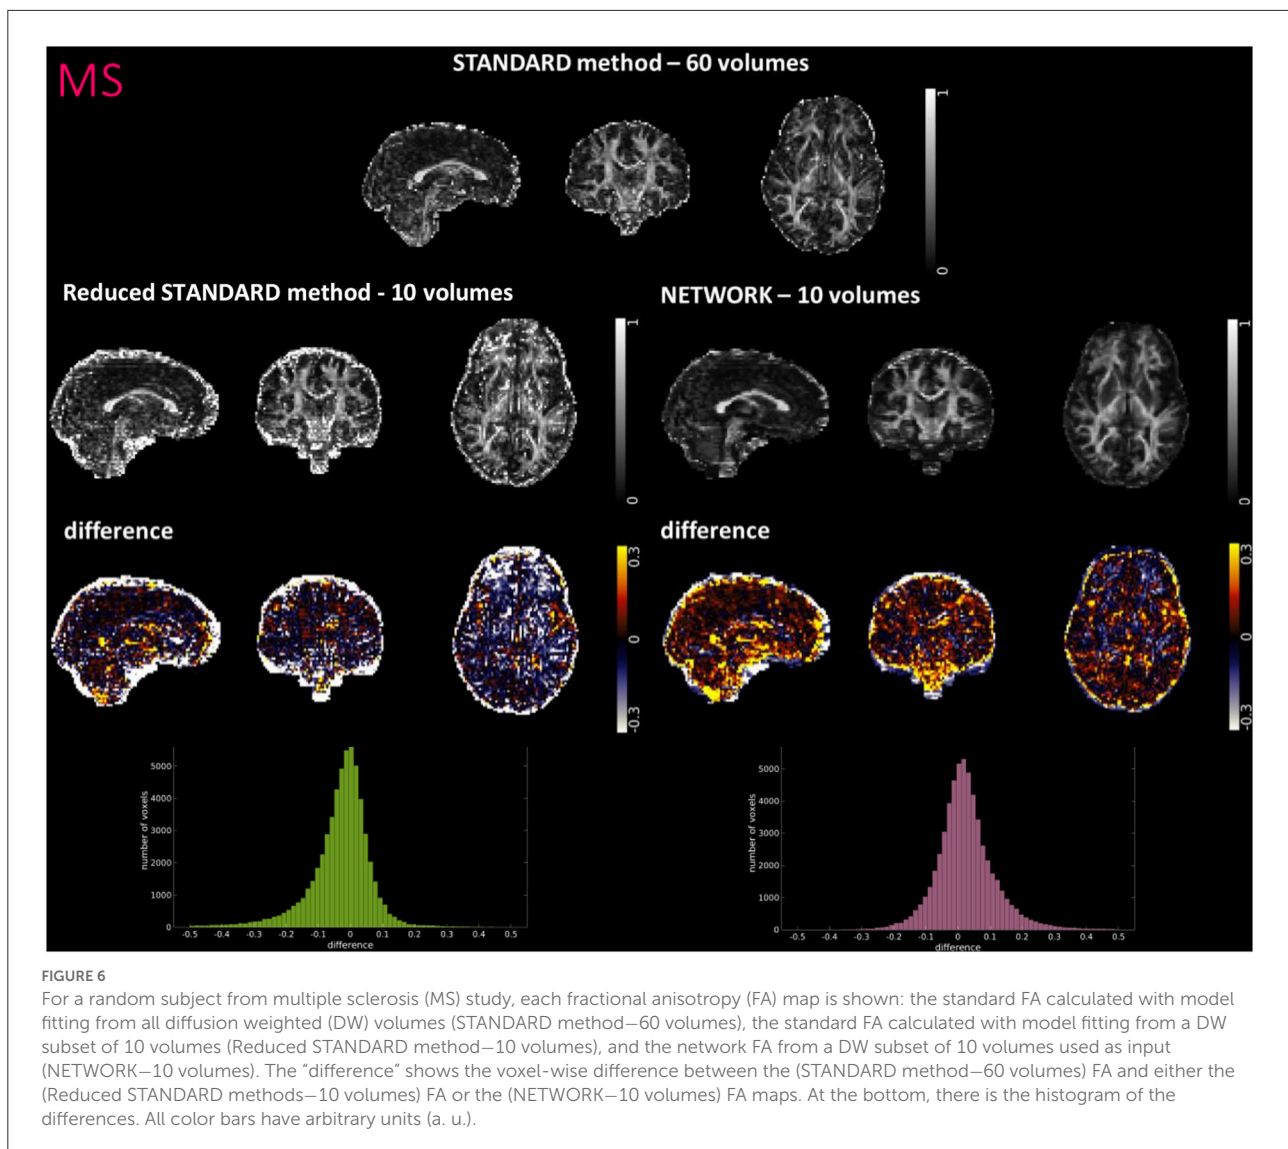 MS
STANDARD method – 60 volumes
1
0
Reduced STANDARD method - 10 volumes
NETWORK – 10 volumes
1
0
1
0
difference
difference
0.3
0
-0.3
0.3
0
-0.3
number of voxels
5000
4000
3000
2000
1000
0
-0.5 -0.4 -0.3 -0.2 -0.1 0 0.1 0.2 0.3 0.4 0.5
difference
number of voxels
5000
4000
3000
2000
1000
0
-0.5 -0.4 -0.3 -0.2 -0.1 0 0.1 0.2 0.3 0.4 0.5
difference
FIGURE 6
For a random subject from multiple sclerosis (MS) study, each fractional anisotropy (FA) map is shown: the standard FA calculated with model
fitting from all diffusion weighted (DW) volumes (STANDARD method–60 volumes), the standard FA calculated with model fitting from a DW
subset of 10 volumes (Reduced STANDARD method–10 volumes), and the network FA from a DW subset of 10 volumes used as input
(NETWORK–10 volumes). The “difference” shows the voxel-wise difference between the (STANDARD method–60 volumes) FA and either the
(Reduced STANDARD methods–10 volumes) FA or the (NETWORK–10 volumes) FA maps. At the bottom, there is the histogram of the
differences. All color bars have arbitrary units (a. u.).